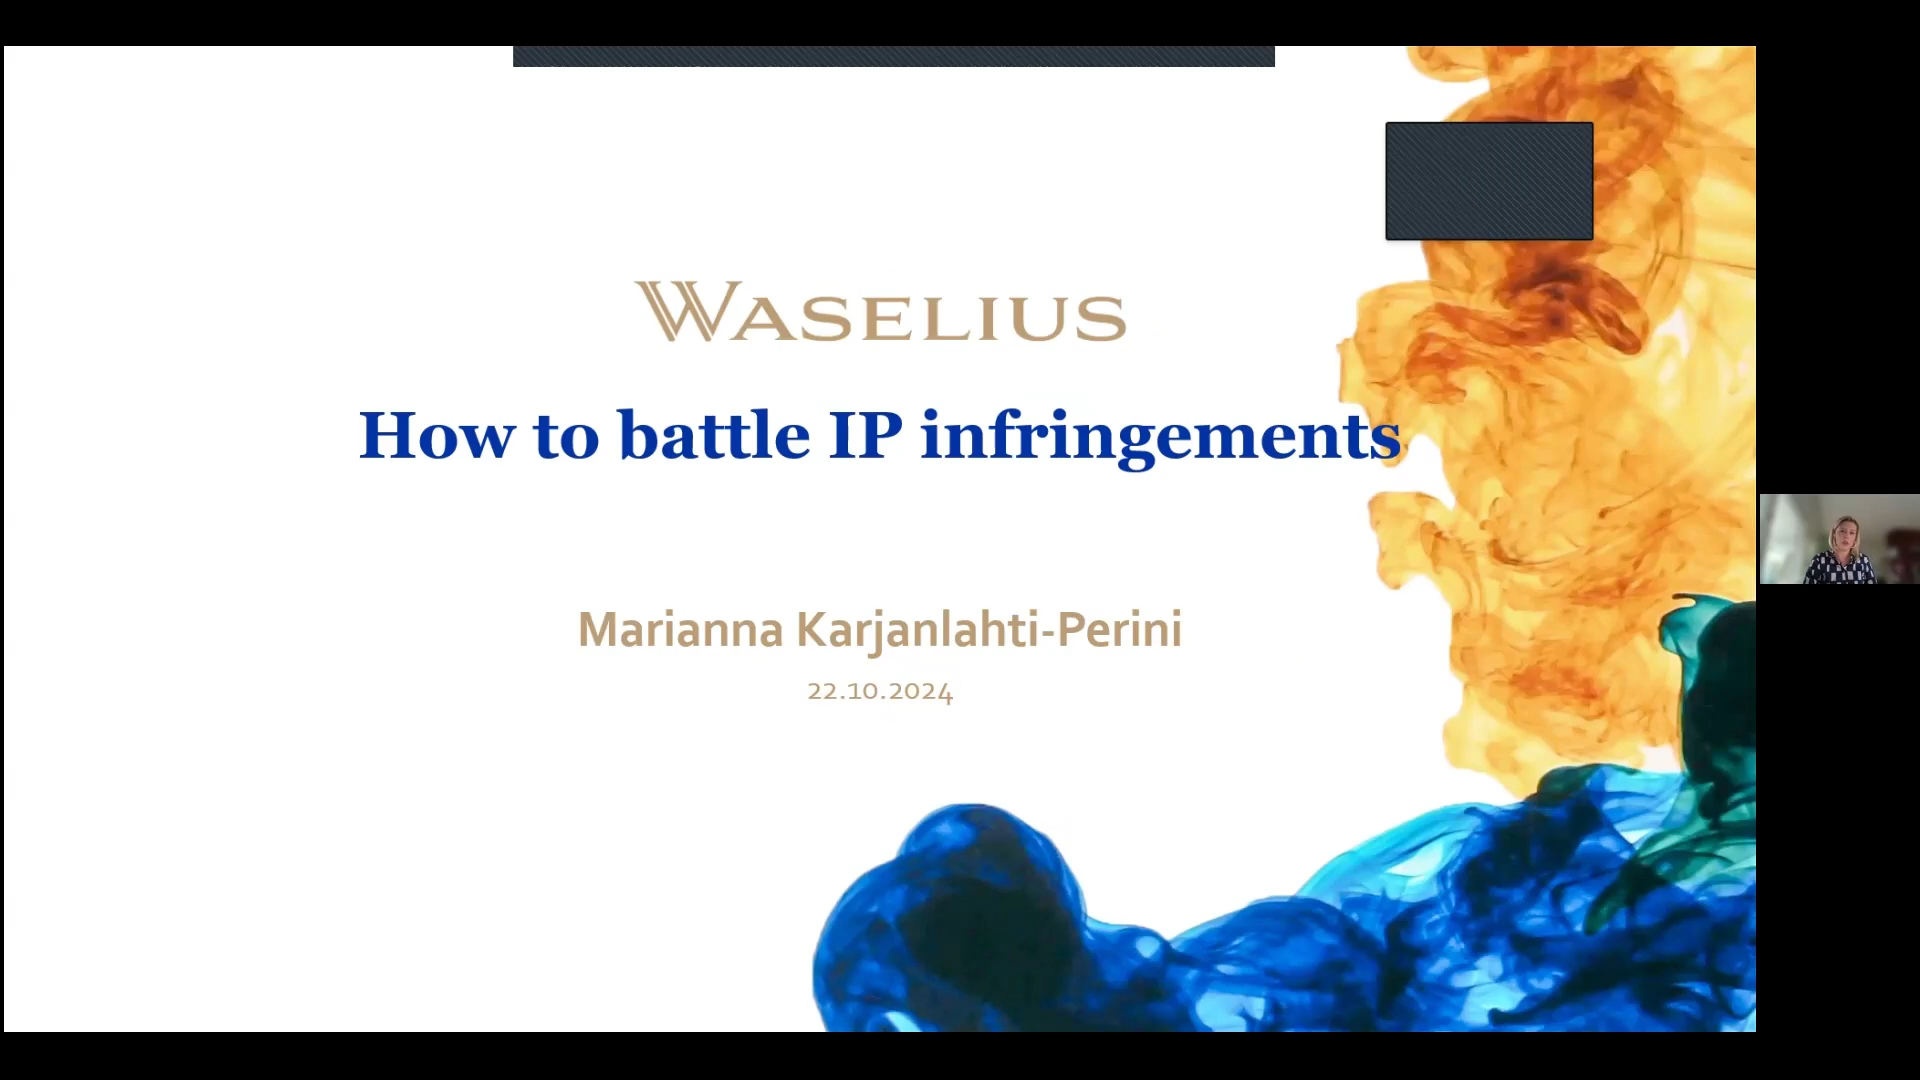 WASELIUS
How to battle IP infringements
Marianna Karjanlahti-Perini
22.10.2024